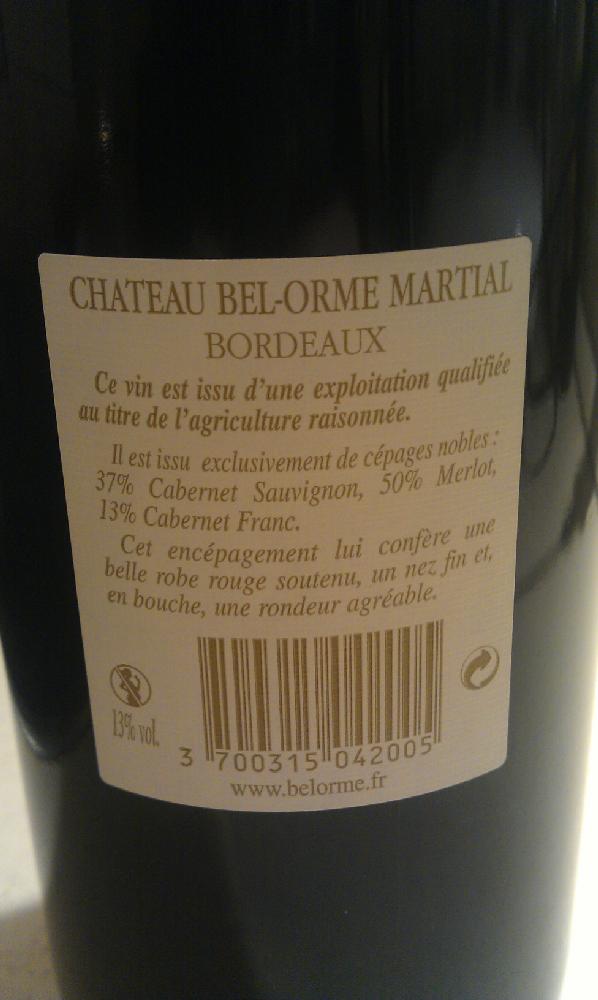 CHATEAU BEL-ORME MARTIAL
BORDEAUX
Ce vin est issu d'une exploitation qualifiée
au titre de l'agriculture raisonnée.
Il est issu exclusivement de cépages nobles :
37% Cabernet Sauvignon, 50% Merlot,
13% Cabernet Franc.
Cet encépagement lui confère une
belle robe rouge soutenu, un nez fin et,
en bouche, une rondeur agréable.
13% vol.
3 700315 042005
www.belorme.fr